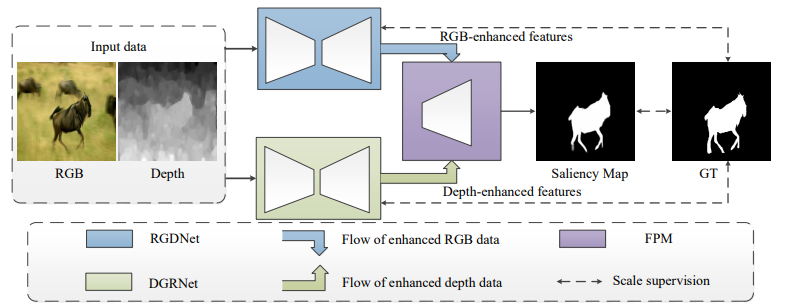 Input data
RGB-enhanced features
RGB
Depth
Saliency Map
GT
Depth-enhanced features
RGDNet
Flow of enhanced RGB data
FPM
DGRNet
Flow of enhanced depth data
Scale supervision